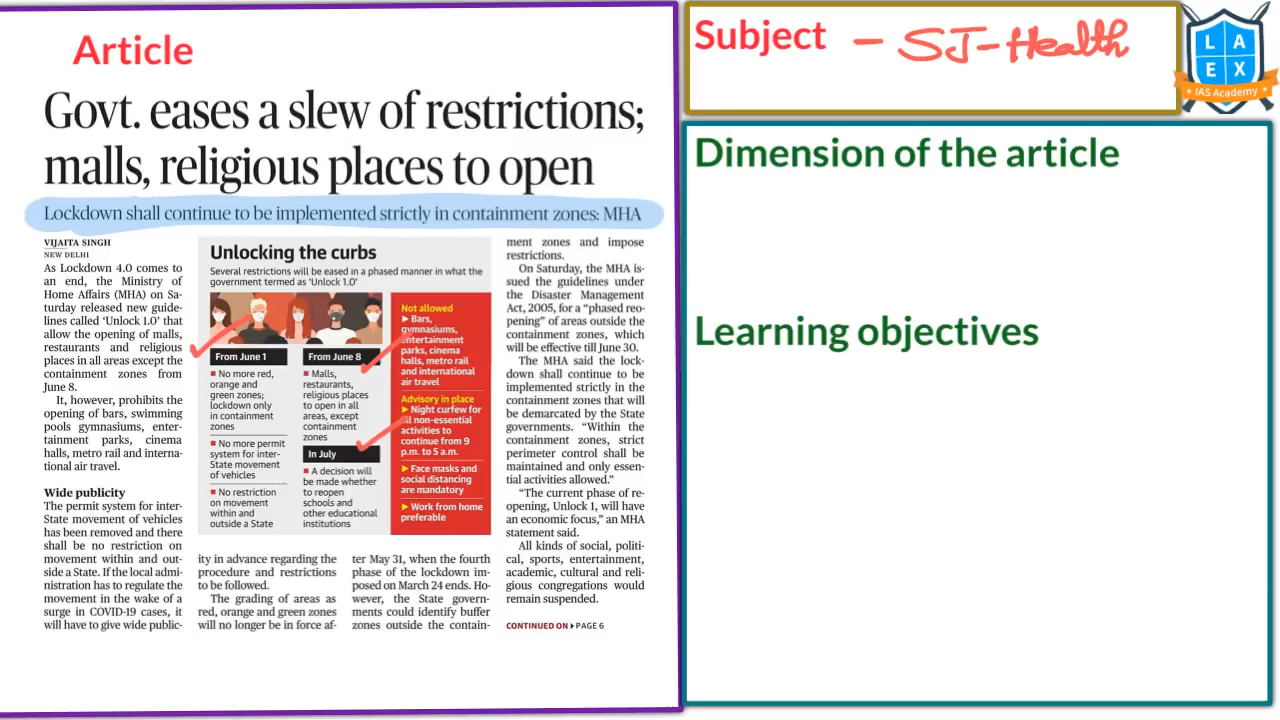 Article
Govt. eases a slew of restrictions;
malls, religious places to open
Lockdown shall continue to be implemented strictly in containment zones: MHA
VIJAITA SINGH
NEW DELHI
As Lockdown 4.0 comes to
an end, the Ministry of
Home Affairs (MHA) on Sa-
turday released new guide-
lines called ‘Unlock 1.0’ that
allow the opening of malls,
restaurants and religious
places in all areas except the
containment zones from
June 8.
It, however, prohibits the
opening of bars, swimming
pools gymnasiums, enter-
tainment parks, cinema
halls, metro rail and interna-
tional air travel.
Wide publicity
The permit system for inter-
State movement of vehicles
has been removed and there
shall be no restriction on
movement within and out-
side a State. If the local admi-
nistration has to regulate the
movement in the wake of a
surge in COVID-19 cases, it
will have to give wide public-
Unlocking the curbs
Several restrictions will be eased in a phased manner in what the
government termed as ‘Unlock 1.0’
From June 1
No more red,
orange and
green zones;
lockdown only
in containment
zones
No more permit
system for inter-
State movement
of vehicles
No restriction
on movement
within and
outside a State
From June 8
Malls,
restaurants,
religious places
to open in all
areas, except
containment
zones
In July
A decision will
be made whether
to reopen
schools and
other educational
institutions
Not allowed
Bars,
gymnasiums,
entertainment
parks, cinema
halls, metro rail
and international
air travel
Advisory in place
Night curfew for
all non-essential
activities to
continue from 9
p.m. to 5 a.m.
Face masks and
social distancing
are mandatory
Work from home
preferable
ity in advance regarding the
procedure and restrictions
to be followed.
The grading of areas as
red, orange and green zones
will no longer be in force af-
ter May 31, when the fourth
phase of the lockdown im-
posed on March 24 ends. Ho-
wever, the State govern-
ments could identify buffer
zones outside the contain-
ment zones and impose
restrictions.
On Saturday, the MHA is-
sued the guidelines under
the Disaster Management
Act, 2005, for a “phased reo-
pening” of areas outside the
containment zones, which
will be effective till June 30.
The MHA said the lock-
down shall continue to be
implemented strictly in the
containment zones that will
be demarcated by the State
governments. “Within the
containment zones, strict
perimeter control shall be
maintained and only essen-
tial activities allowed.”
“The current phase of re-
opening, Unlock 1, will have
an economic focus,” an MHA
statement said.
All kinds of social, politi-
cal, sports, entertainment,
academic, cultural and reli-
gious congregations would
remain suspended.
CONTINUED ON PAGE 6
Subject - SJ-Health
LA
EX
IAS Academy
Dimension of the article
Learning objectives